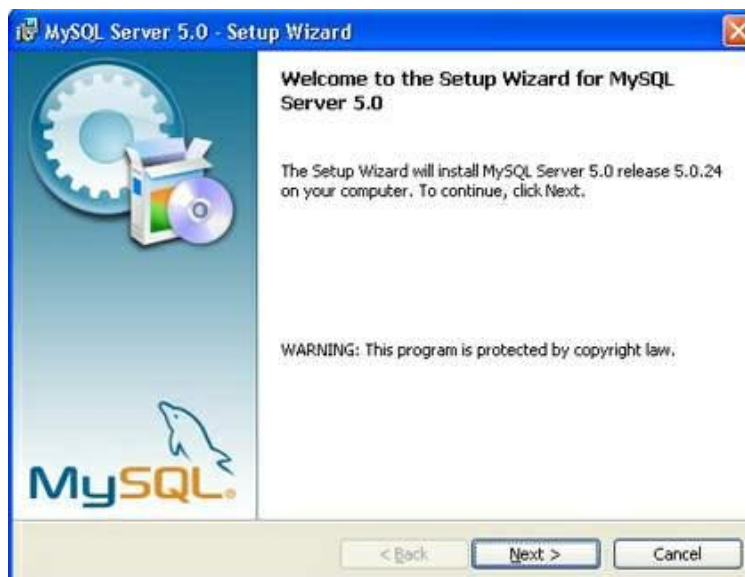 MySQL Server 5.0 - Setup Wizard
Welcome to the Setup Wizard for MySQL
Server 5.0
The Setup Wizard will install MySQL Server 5.0 release 5.0.24
on your computer. To continue, click Next.
WARNING: This program is protected by copyright law.
MySQL®
< Back
Next >
Cancel